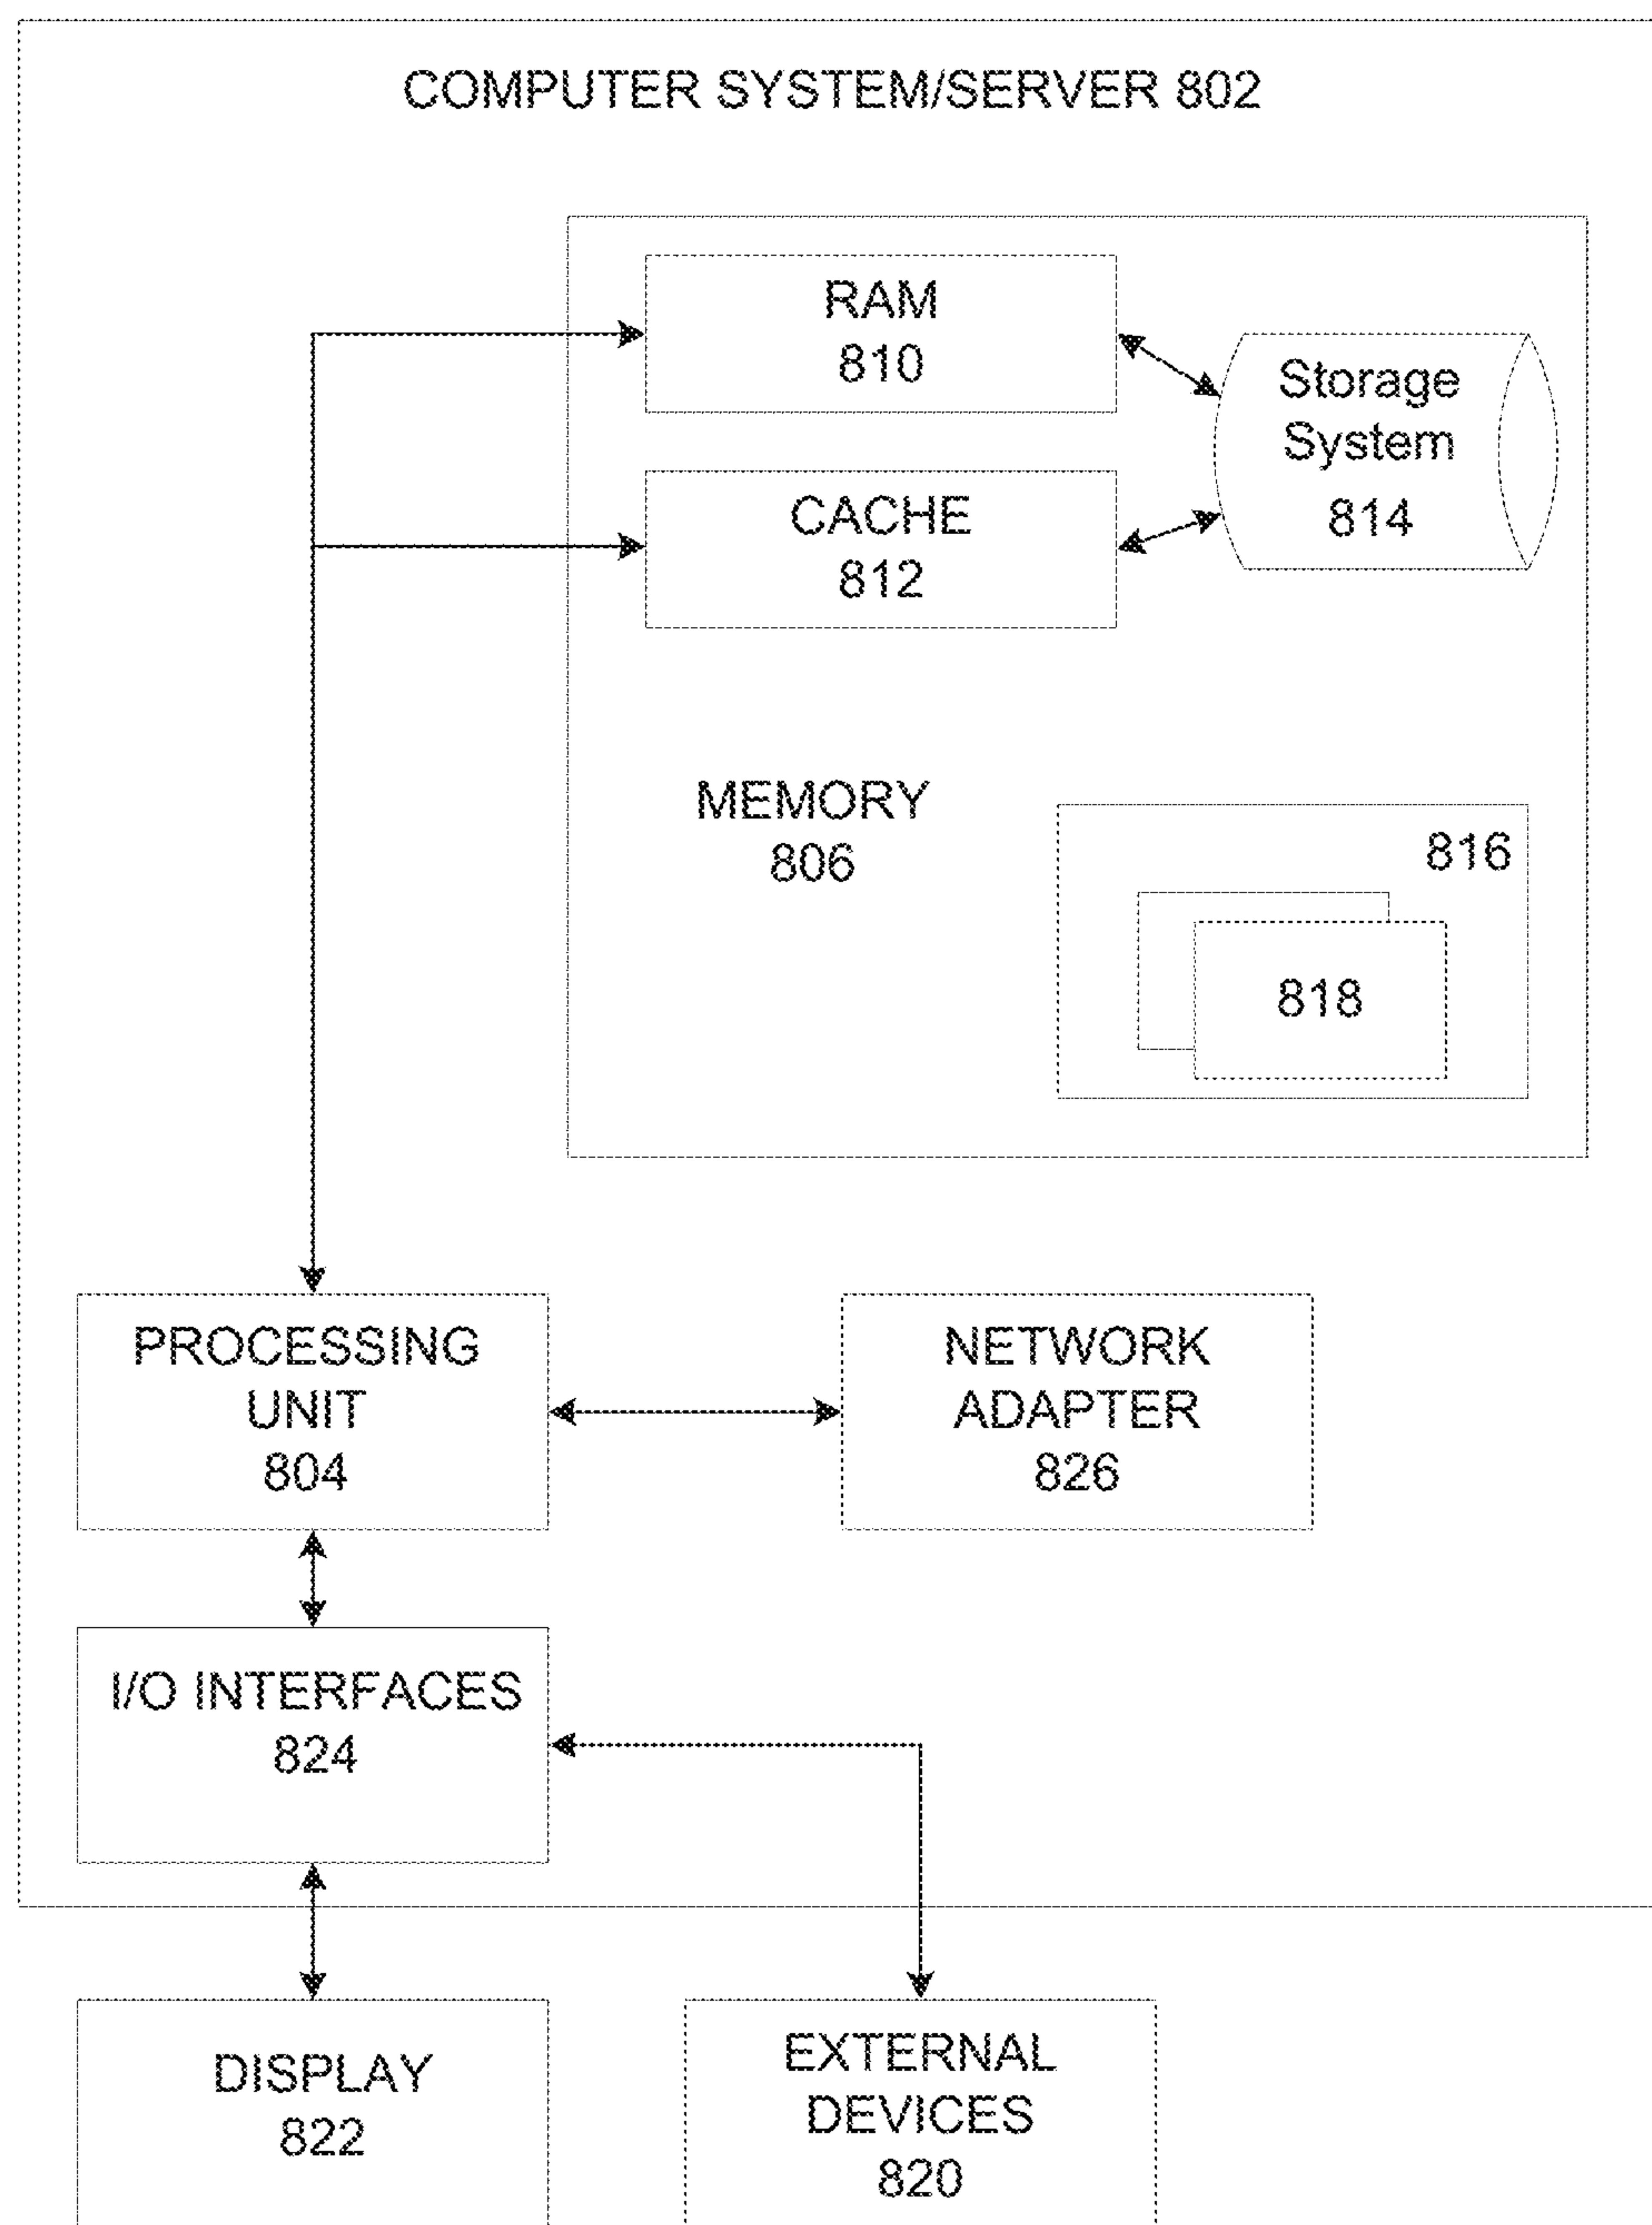 COMPUTER SYSTEM/SERVER 802
RAM
810
Storage
System
814
CACHE
812
MEMORY
806
816
818
PROCESSING
UNIT
804
NETWORK
ADAPTER
826
I/O INTERFACES
824
DISPLAY
822
EXTERNAL
DEVICES
820